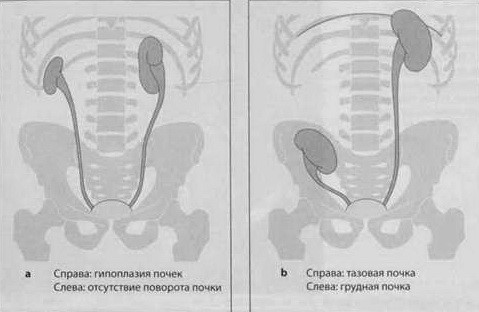 a Справа: гипоплазия почек
Слева: отсутствие поворота почки
b Справа: тазовая почка
Слева: грудная почка